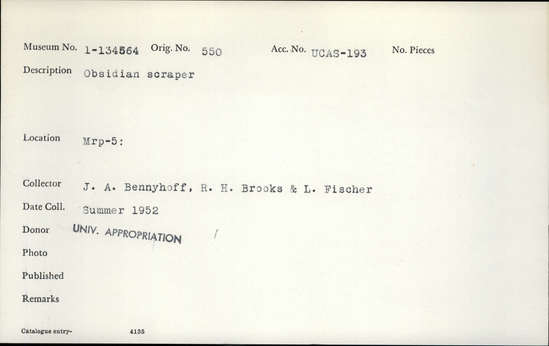 Museum No. 1-134564 Orig. No. 550 Acc. No. UCAS-193 No. Pieces
Description Obsidian scraper
Location Mrp-5:
Collector J. A. Bennyhoff, R. H. Brooks & L. Fischer
Date Coll. Summer 1952
Donor UNIV. APPROPRIATION /
Photo
Published
Remarks
Catalogue entry- 4135